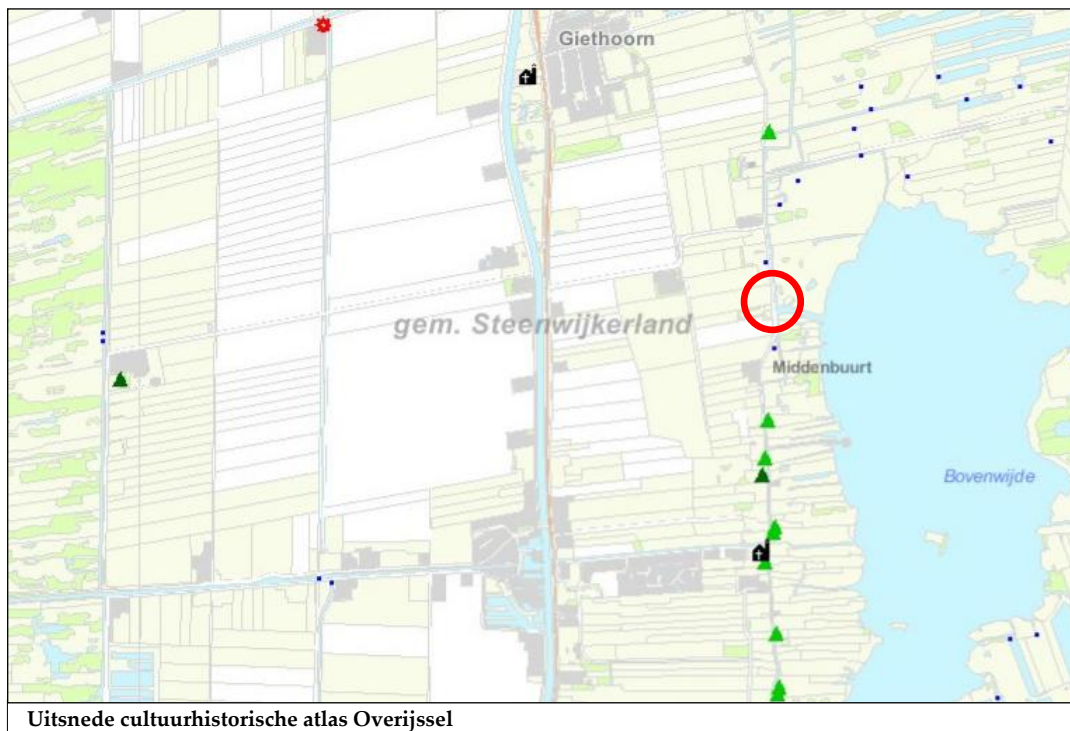 Giethoorn
gem. Steenwijkerland
Middenbuurt
Bovenwijde
Uitsnede cultuurhistorische atlas Overijssel